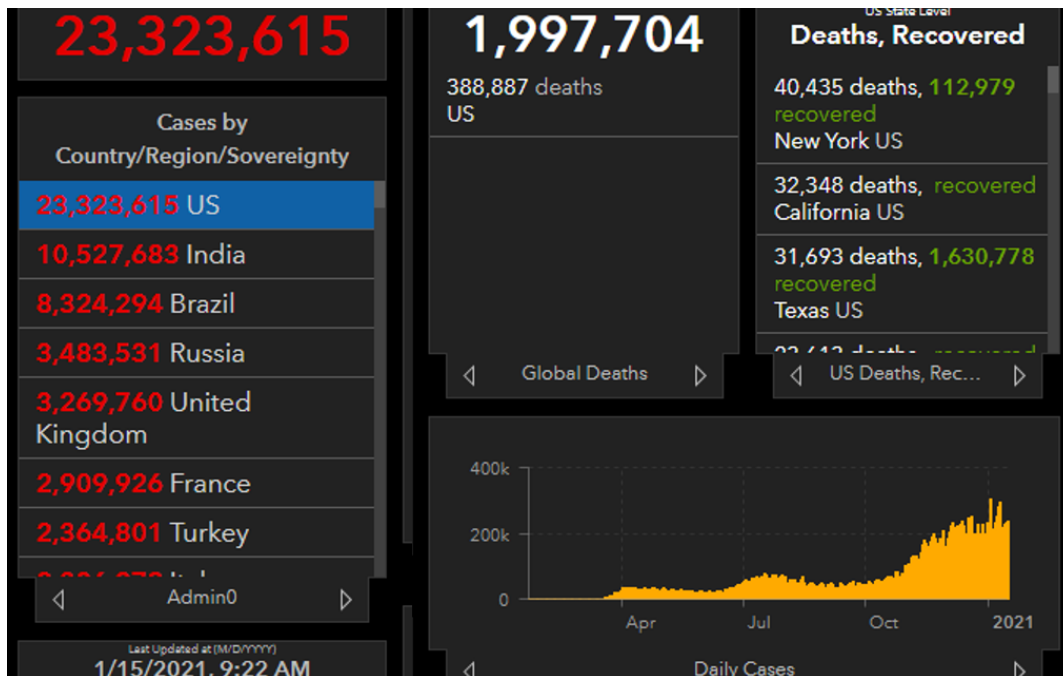 23,323,615
Cases by
Country/Region/Sovereignty
23,323,615 US
10,527,683 India
8,324,294 Brazil
3,483,531 Russia
3,269,760 United
Kingdom
2,909,926 France
2,364,801 Turkey
Admin0
Last Updated at (M/D/YYYY)
1/15/2021, 9:22 AM
1,997,704
388,887 deaths
US
Global Deaths
US State Level
Deaths, Recovered
40,435 deaths, 112,979
recovered
New York US
32,348 deaths, recovered
California US
31,693 deaths, 1,630,778
recovered
Texas US
deaths, recovered
US Deaths, Rec...
400k
200k
0
Apr
Jul
Oct
2021
Daily Cases